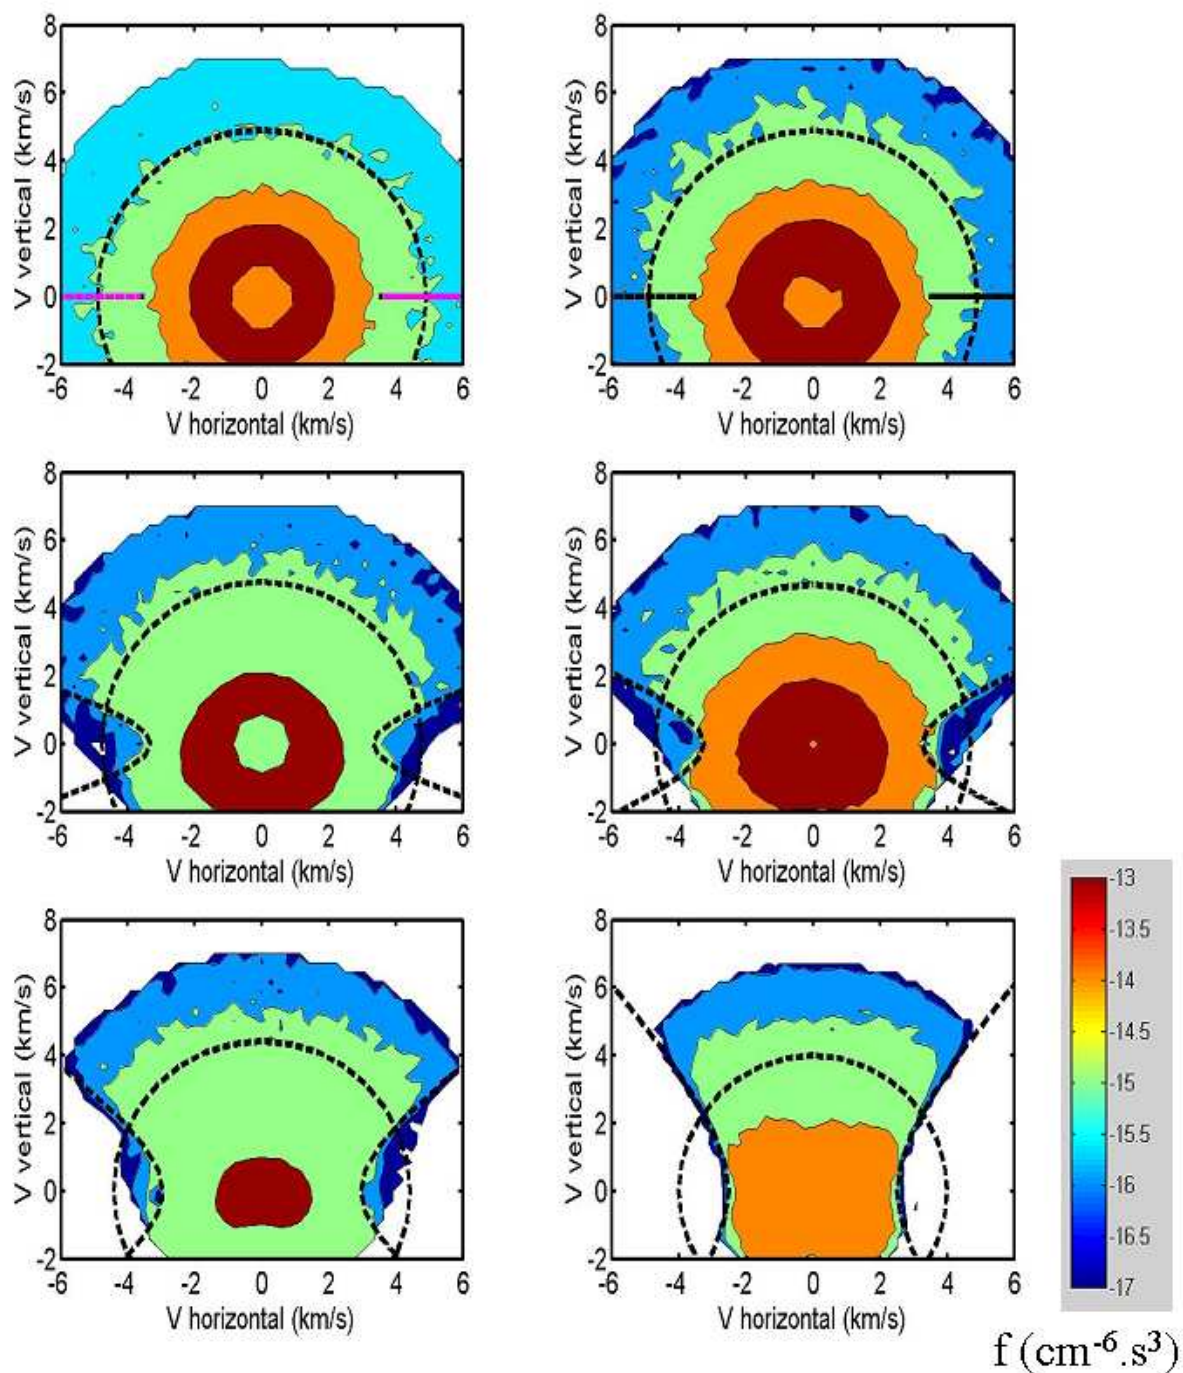 8
6
4
2
0
-2
-6 -4 -2 0 2 4 6
V vertical (km/s)
V horizontal (km/s)
8
6
4
2
0
-2
-6 -4 -2 0 2 4 6
V vertical (km/s)
V horizontal (km/s)
8
6
4
2
0
-2
-6 -4 -2 0 2 4 6
V vertical (km/s)
V horizontal (km/s)
8
6
4
2
0
-2
-6 -4 -2 0 2 4 6
V vertical (km/s)
V horizontal (km/s)
8
6
4
2
0
-2
-6 -4 -2 0 2 4 6
V vertical (km/s)
V horizontal (km/s)
8
6
4
2
0
-2
-6 -4 -2 0 2 4 6
V vertical (km/s)
V horizontal (km/s)
-13
-13.5
-14
-14.5
-15
-15.5
-16
-16.5
-17
f (cm⁻⁶.s³)